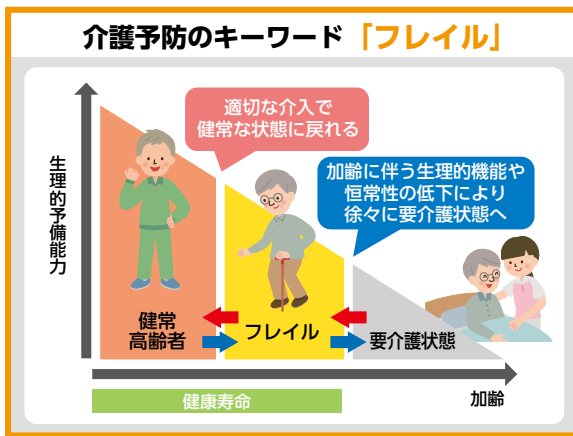 介護予防のキーワード「フレイル」
適切な介入で
健常な状態に戻れる
加齢に伴う生理的機能や
恒常性の低下により
徐々に要介護状態へ
生理的予備能力
健常
高齢者
フレイル
要介護状態
健康寿命
加齢